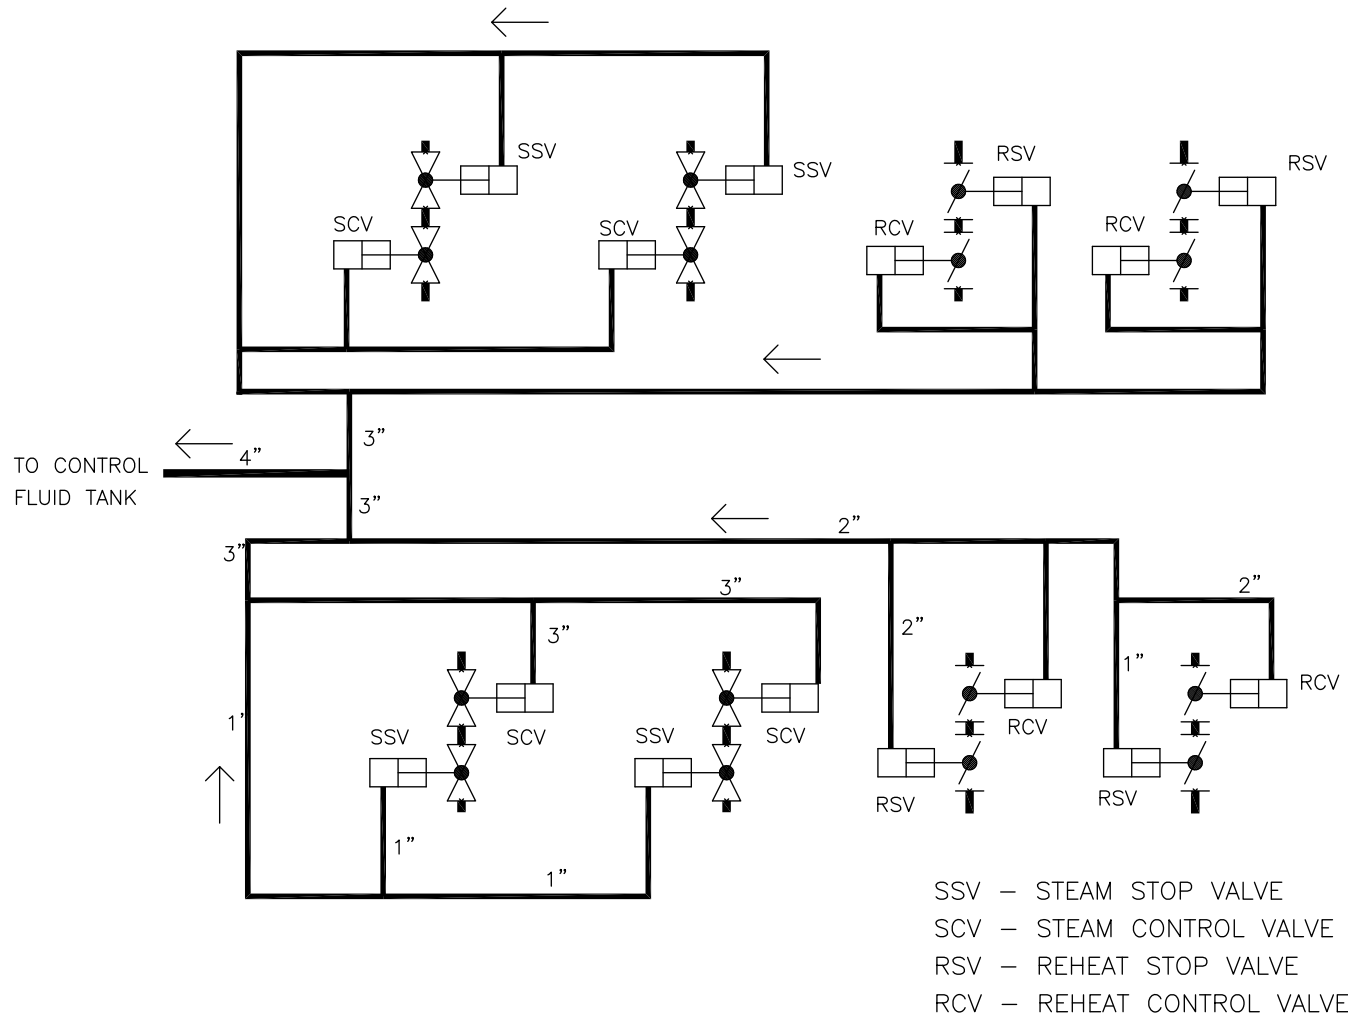 SSV
SSV
RSV
RSV
SCV
SCV
RCV
RCV
3”
4”
TO CONTROL
FLUID TANK
3”
2”
3”
3”
2”
3”
2”
1”
RCV
1”
SSV
SCV
SSV
SCV
RCV
RSV
RSV
1”
1”
SSV – STEAM STOP VALVE
SCV – STEAM CONTROL VALVE
RSV – REHEAT STOP VALVE
RCV – REHEAT CONTROL VALVE